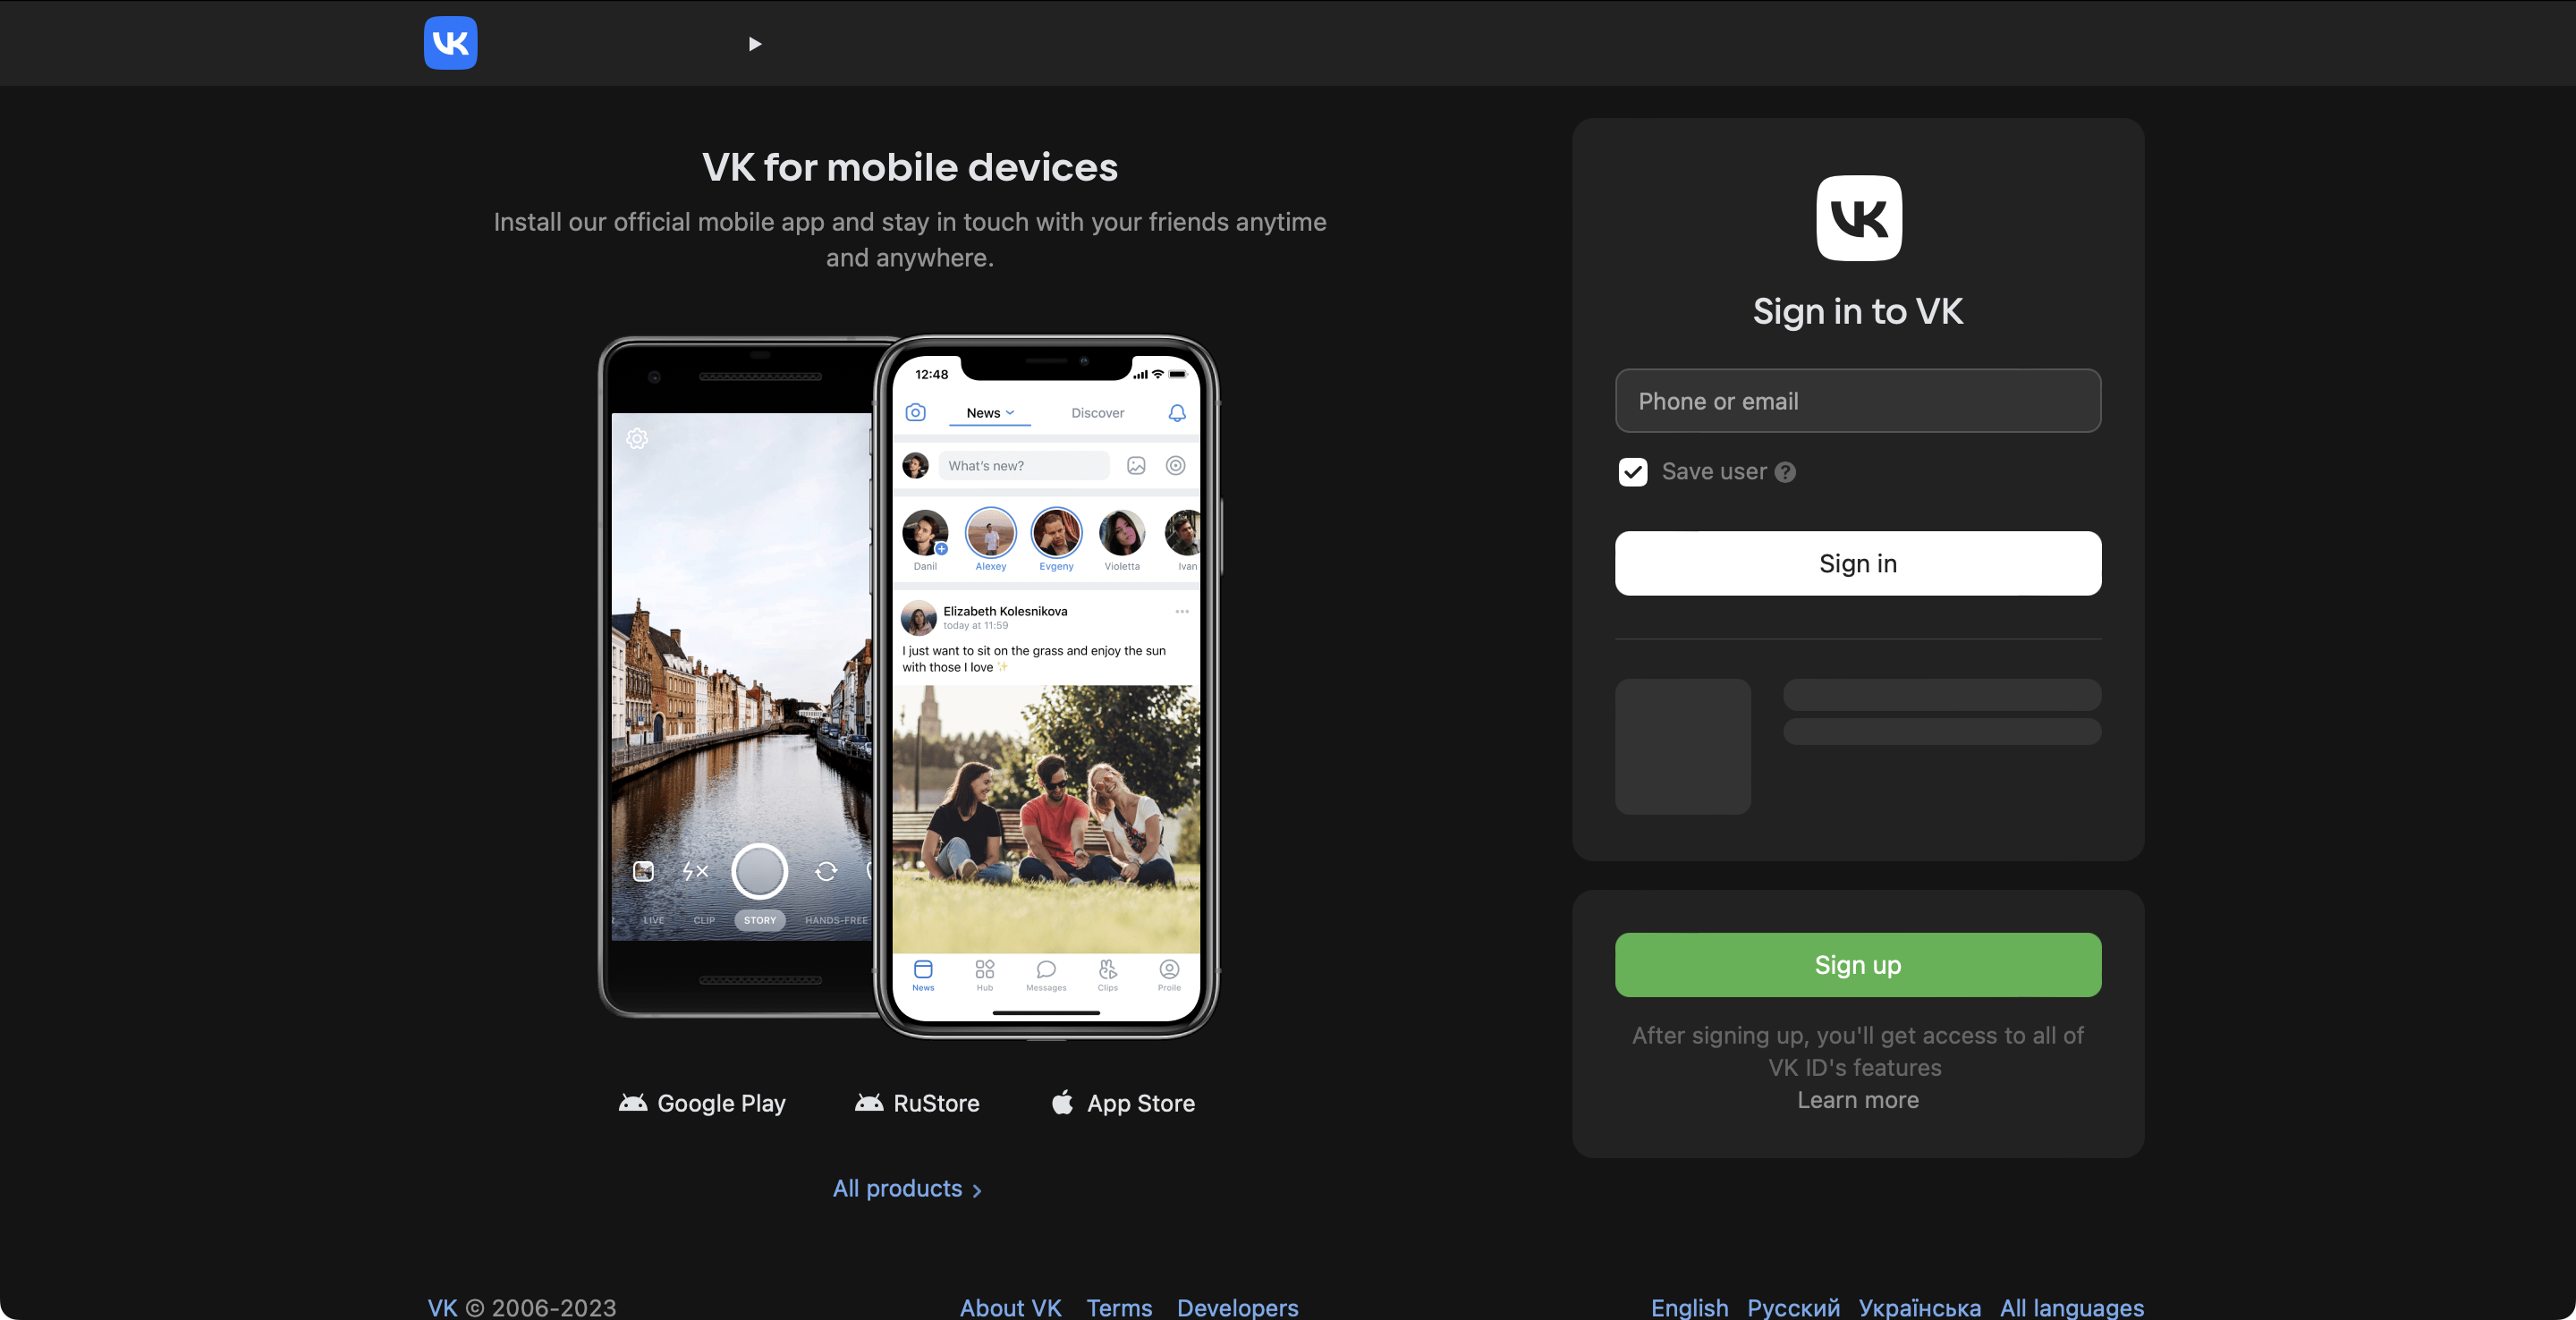 VK
VK for mobile devices
Install our official mobile app and stay in touch with your friends anytime
and anywhere.
12:48
News
Discover
What's new?
Danil
Alexey
Evgeny
Violetta
Ivan
Elizabeth Kolesnikova
today at 11:59
I just want to sit on the grass and enjoy the sun
with those I love ✨
LIVE
CLIP
STORY
HANDS-FREE
News
Hub
Messages
Clips
Proile
Google Play
RuStore
App Store
All products
VK
Sign in to VK
Phone or email
Save user ?
Sign in
Sign up
After signing up, you'll get access to all of
VK ID's features
Learn more
VK © 2006-2023
About VK
Terms
Developers
English
Русский
Українська
All languages